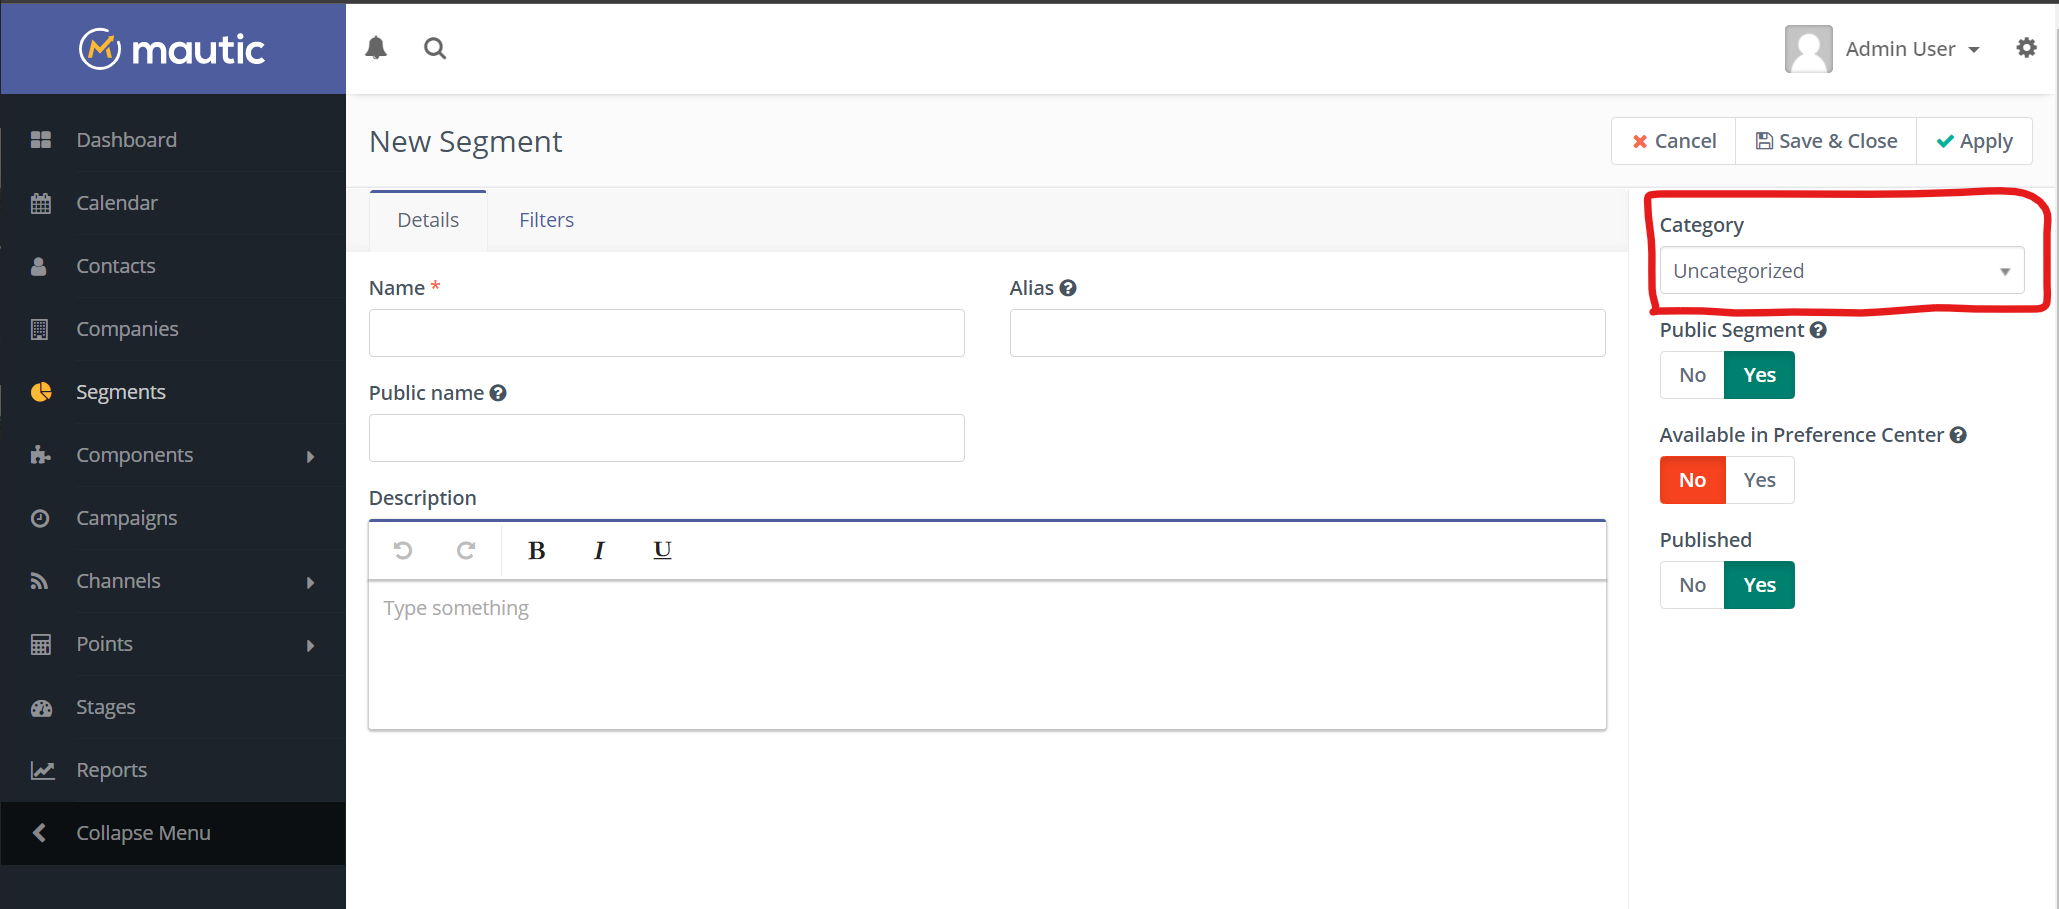 mautic
Admin User
Dashboard
Calendar
Contacts
Companies
Segments
Components
Campaigns
Channels
Points
Stages
Reports
Collapse Menu
New Segment
Cancel
Save & Close
Apply
Details
Filters
Name *
Alias ?
Public name ?
Description
B I U
Type something
Category
Uncategorized
Public Segment ?
No Yes
Available in Preference Center ?
No Yes
Published
No Yes